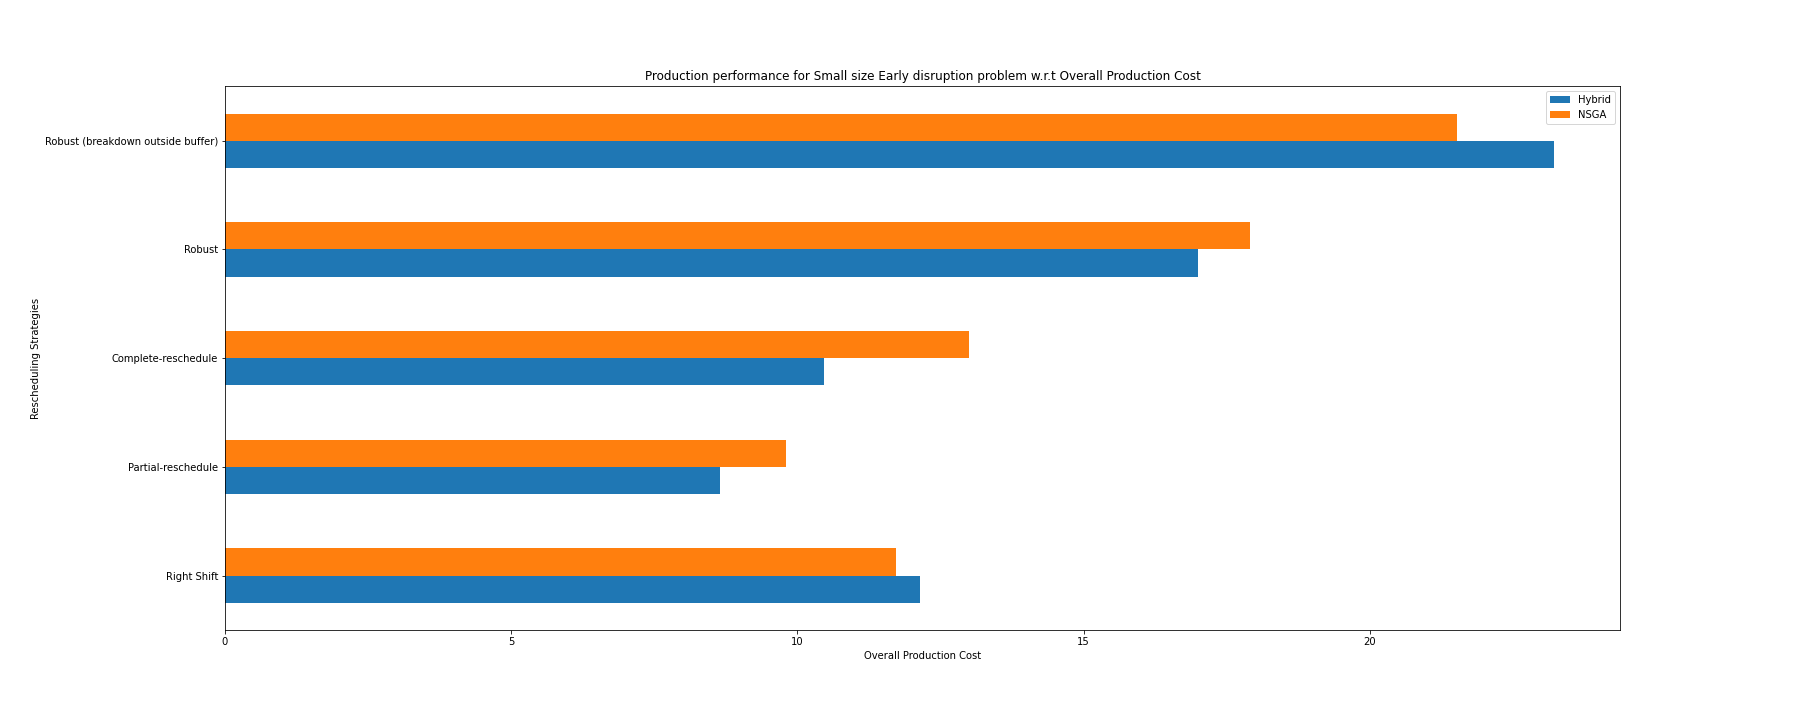 Production performance for Small size Early disruption problem w.r.t Overall Production Cost
Hybrid
NSGA
Robust (breakdown outside buffer)
Robust
Complete-reschedule
Partial-reschedule
Right Shift
Rescheduling Strategies
0 5 10 15 20
Overall Production Cost